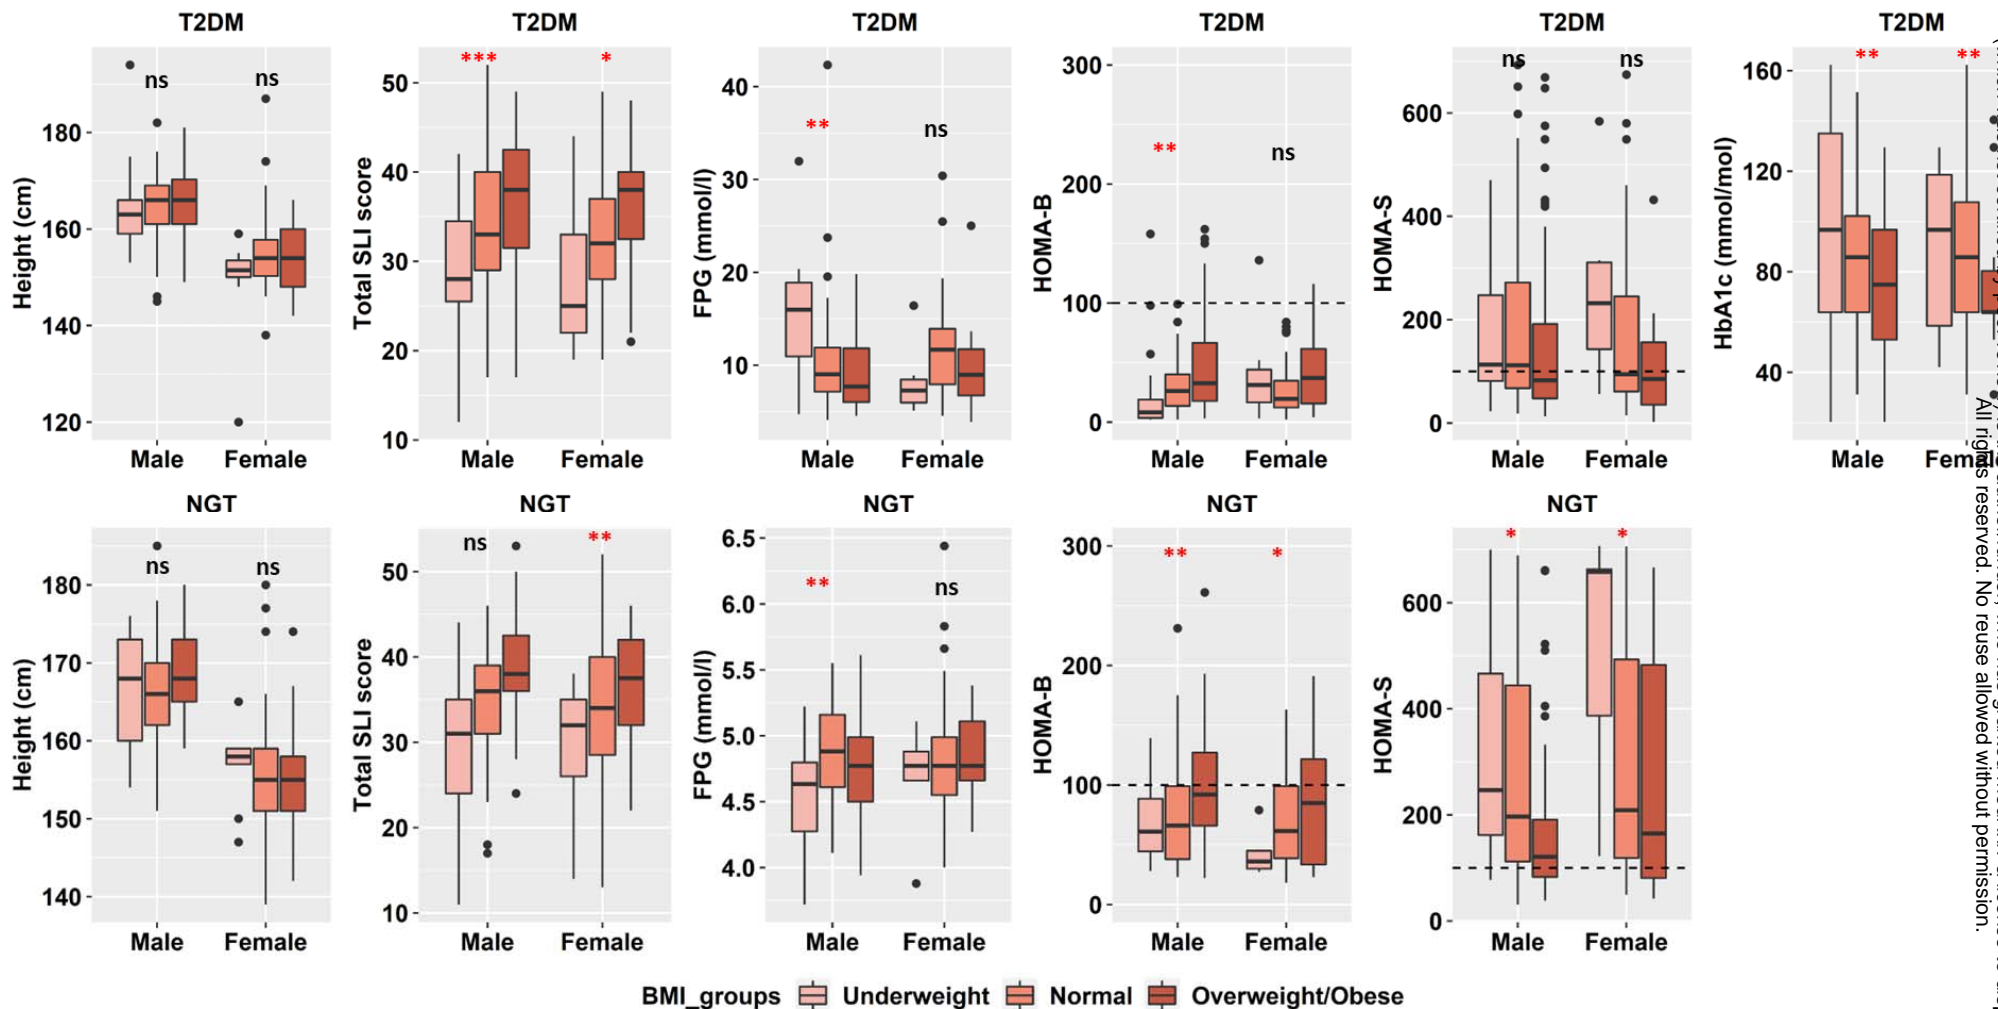 T2DM T2DM T2DM T2DM T2DM T2DM
Height (cm)
180
160
140
120
ns ns
Male Female
Total SLI score
50
40
30
20
10
*** *
Male Female
FPG (mmol/l)
40
30
20
10
** ns
Male Female
HOMA-B
300
200
100
0
** ns
Male Female
HOMA-S
600
400
200
0
ns ns
Male Female
HbA1c (mmol/mol)
160
120
80
40
** **
Male Female
NGT NGT NGT NGT NGT
Height (cm)
180
170
160
150
140
ns ns
Male Female
Total SLI score
50
40
30
20
10
ns **
Male Female
FPG (mmol/l)
6.5
6.0
5.5
5.0
4.5
4.0
** ns
Male Female
HOMA-B
300
200
100
0
** *
Male Female
HOMA-S
600
400
200
0
* *
Male Female
BMI_groups Underweight Normal Overweight/Obese
All rights reserved. No reuse allowed without permission.